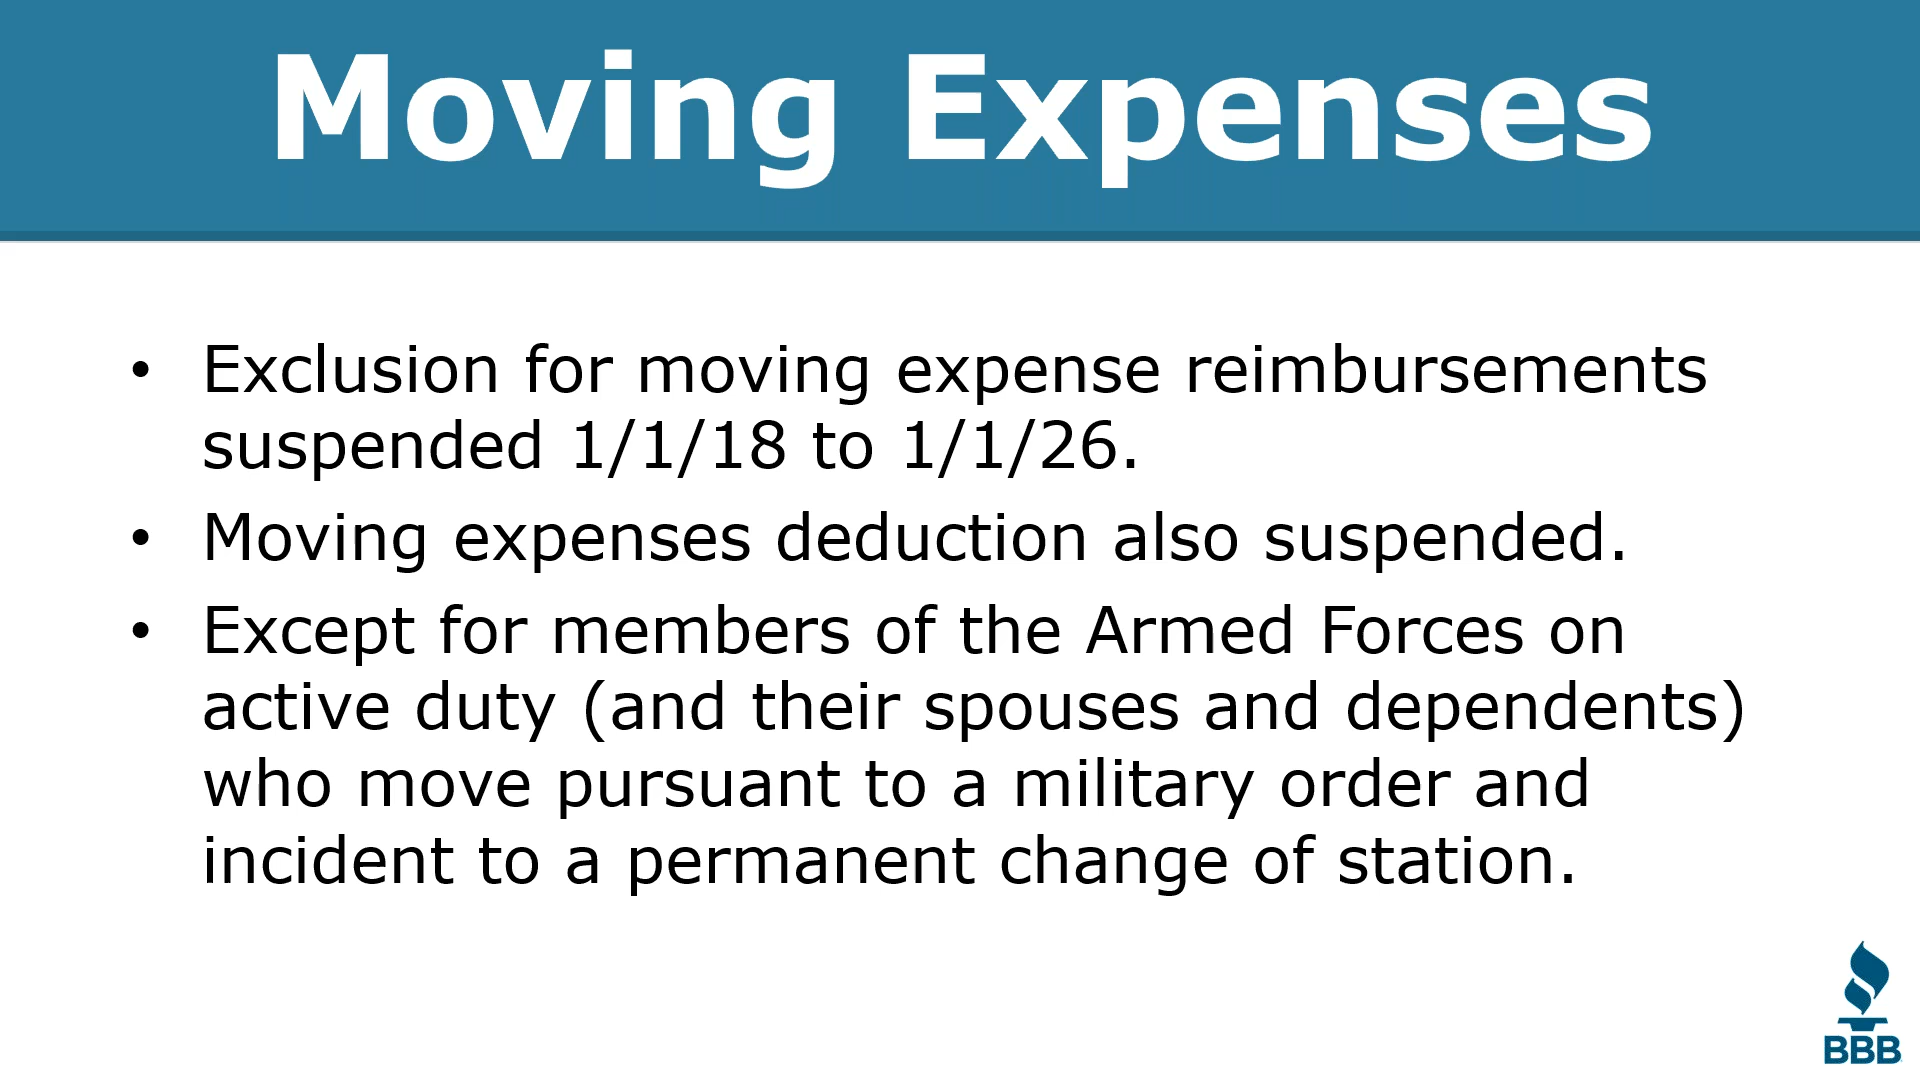 Moving Expenses
• Exclusion for moving expense reimbursements
suspended 1/1/18 to 1/1/26.
• Moving expenses deduction also suspended.
• Except for members of the Armed Forces on
active duty (and their spouses and dependents)
who move pursuant to a military order and
incident to a permanent change of station.
BBB